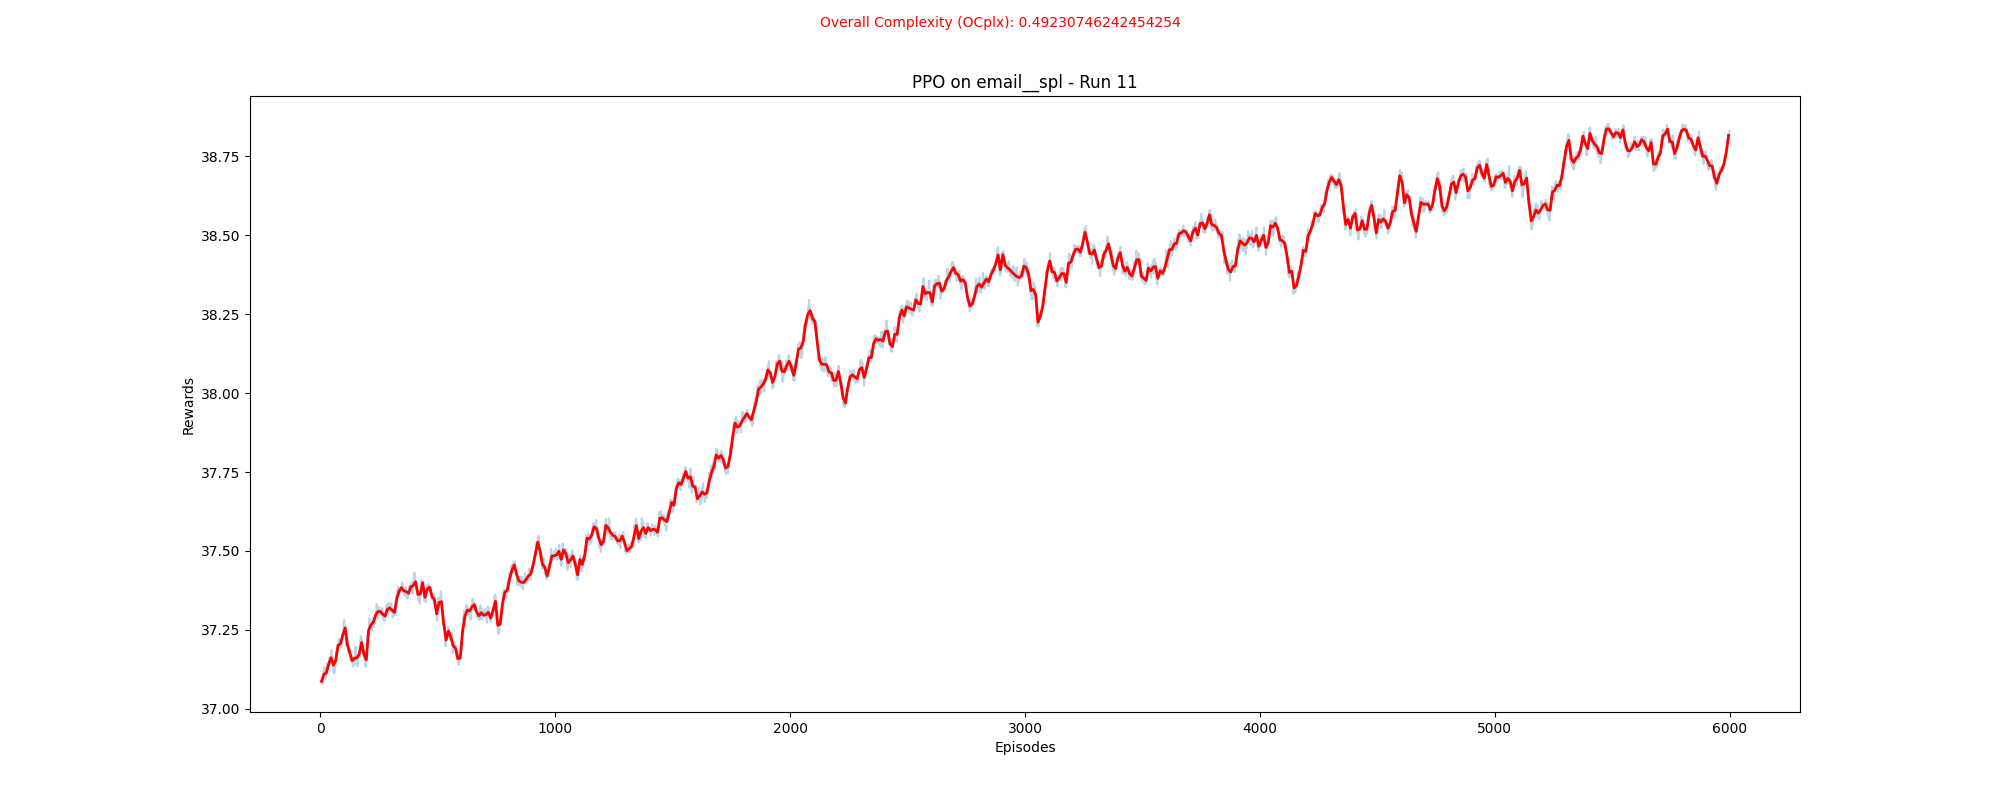 Overall Complexity (OCplx): 0.49230746242454254
PPO on email__spl - Run 11
Rewards
38.75
38.50
38.25
38.00
37.75
37.50
37.25
37.00
0 1000 2000 3000 4000 5000 6000
Episodes